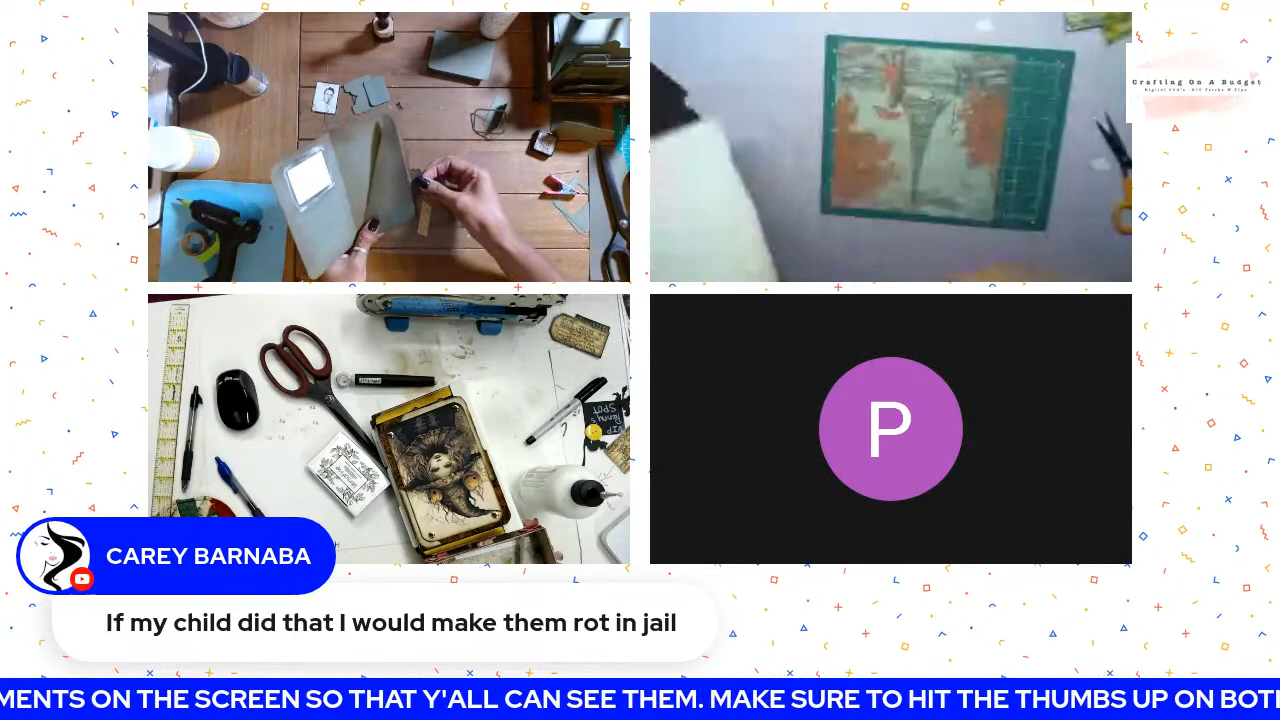 Crafting On A Budget
P
CAREY BARNABA
If my child did that I would make them rot in jail
MENTS ON THE SCREEN SO THAT Y'ALL CAN SEE THEM. MAKE SURE TO HIT THE THUMBS UP ON BOTH